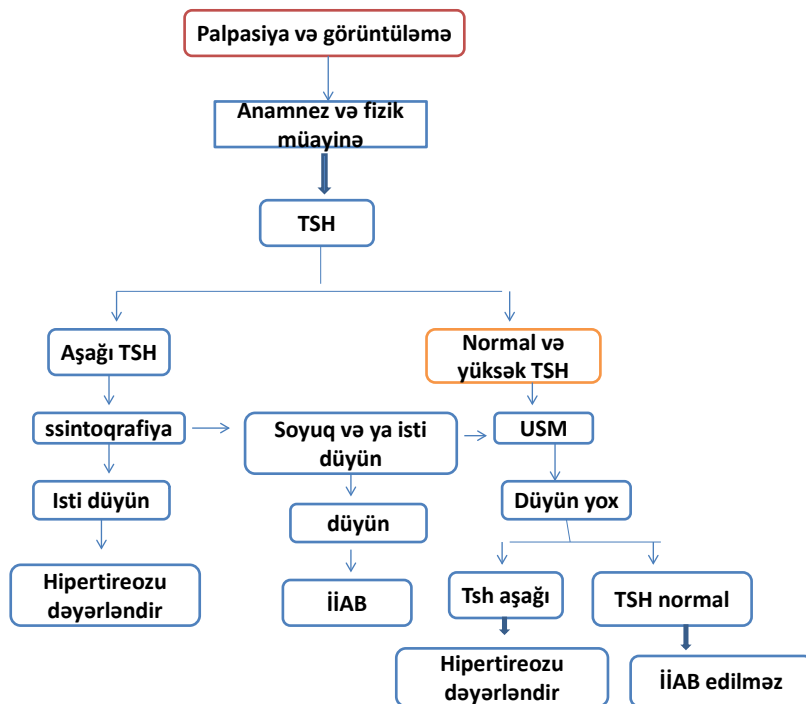 Palpasiya və görüntüləmə
Anamnez və fizik
müayinə
TSH
Aşağı TSH
Normal və
yüksək TSH
ssintoqrafiya
Soyuq və ya isti
düyün
USM
Isti düyün
düyün
Düyün yox
Hipertireozu
dəyərləndir
İİAB
Tsh aşağı
TSH normal
Hipertireozu
dəyərləndir
İİAB edilməz